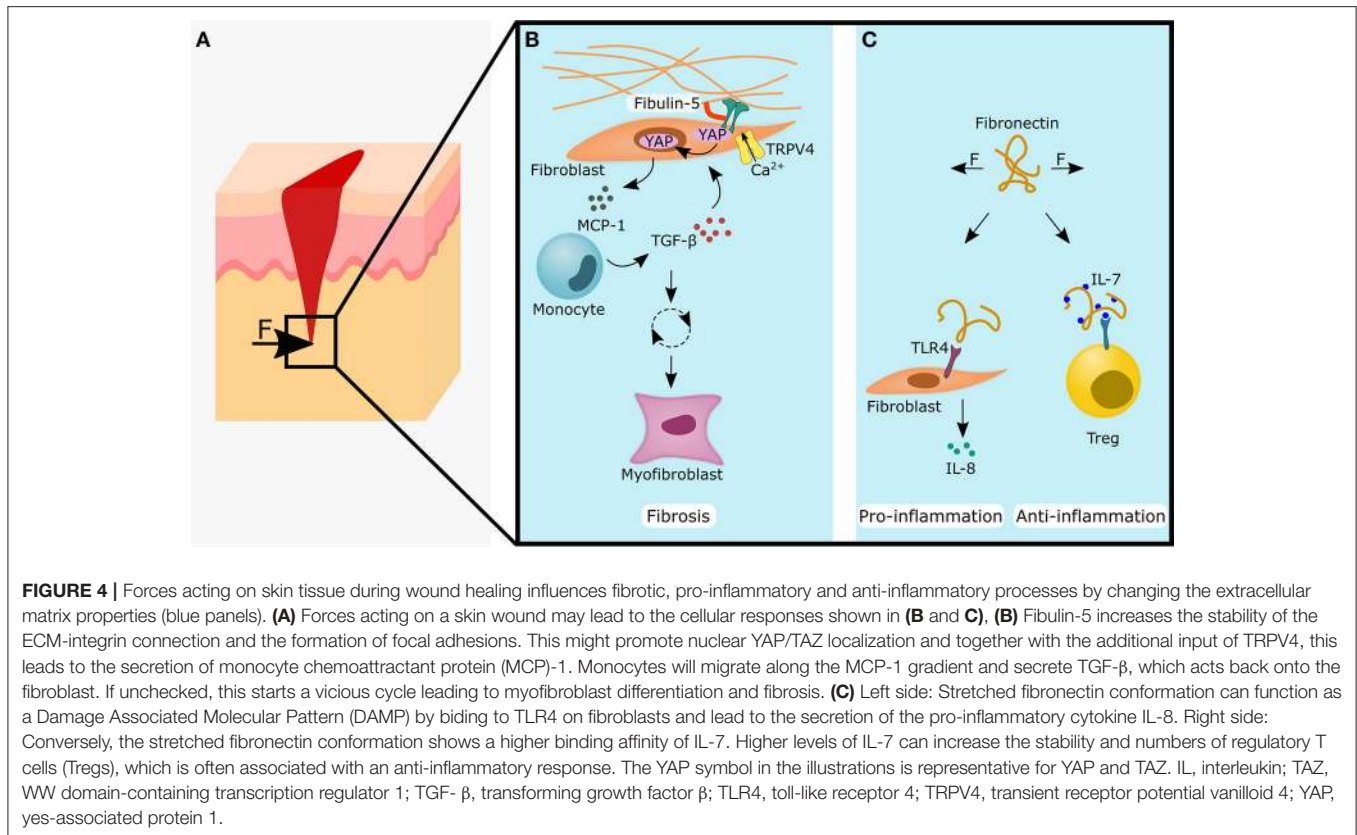 A
F
B
Fibulin-5
YAP
YAP
TRPV4
Ca2+
Fibroblast
MCP-1
TGF-β
Monocyte
Myofibroblast
Fibrosis
C
Fibronectin
F
F
IL-7
TLR4
Fibroblast
Treg
IL-8
Pro-inflammation
Anti-inflammation
FIGURE 4 | Forces acting on skin tissue during wound healing influences fibrotic, pro-inflammatory and anti-inflammatory processes by changing the extracellular
matrix properties (blue panels). (A) Forces acting on a skin wound may lead to the cellular responses shown in (B and C), (B) Fibulin-5 increases the stability of the
ECM-integrin connection and the formation of focal adhesions. This might promote nuclear YAP/TAZ localization and together with the additional input of TRPV4, this
leads to the secretion of monocyte chemoattractant protein (MCP)-1. Monocytes will migrate along the MCP-1 gradient and secrete TGF-β, which acts back onto the
fibroblast. If unchecked, this starts a vicious cycle leading to myofibroblast differentiation and fibrosis. (C) Left side: Stretched fibronectin conformation can function as
a Damage Associated Molecular Pattern (DAMP) by biding to TLR4 on fibroblasts and lead to the secretion of the pro-inflammatory cytokine IL-8. Right side:
Conversely, the stretched fibronectin conformation shows a higher binding affinity of IL-7. Higher levels of IL-7 can increase the stability and numbers of regulatory T
cells (Tregs), which is often associated with an anti-inflammatory response. The YAP symbol in the illustrations is representative for YAP and TAZ. IL, interleukin; TAZ,
WW domain-containing transcription regulator 1; TGF- β, transforming growth factor β; TLR4, toll-like receptor 4; TRPV4, transient receptor potential vanilloid 4; YAP,
yes-associated protein 1.